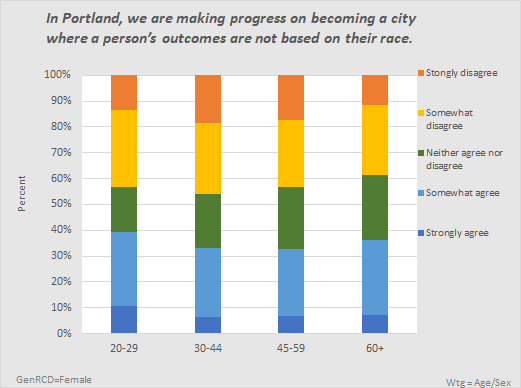 In Portland, we are making progress on becoming a city
where a person's outcomes are not based on their race.
100%
90%
80%
70%
60%
50%
40%
30%
20%
10%
0%
Percent
20-29
30-44
45-59
60+
Stongly disagree
Somewhat
disagree
Neither agree nor
disagree
Somewhat agree
Strongly agree
GenRCD=Female
Wtg = Age/Sex